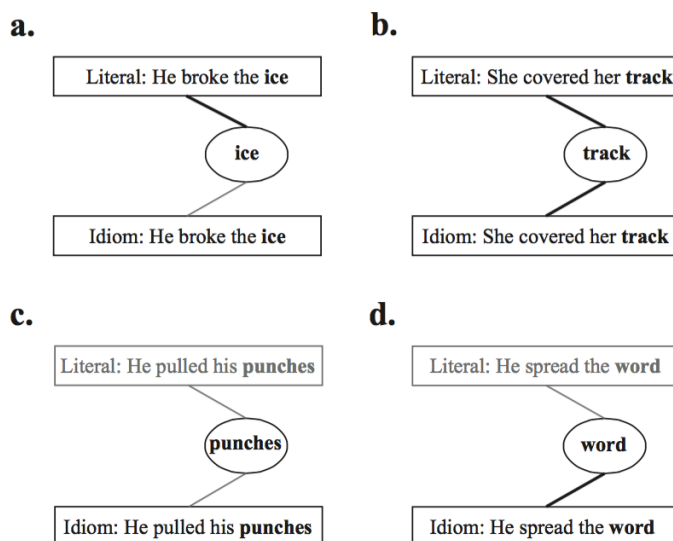 a.
Literal: He broke the ice
ice
Idiom: He broke the ice
b.
Literal: She covered her track
track
Idiom: She covered her track
c.
Literal: He pulled his punches
punches
Idiom: He pulled his punches
d.
Literal: He spread the word
word
Idiom: He spread the word